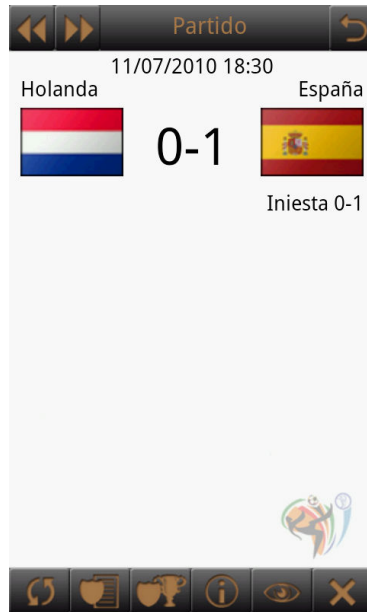 Partido
11/07/2010 18:30
Holanda España
0-1
Iniesta 0-1